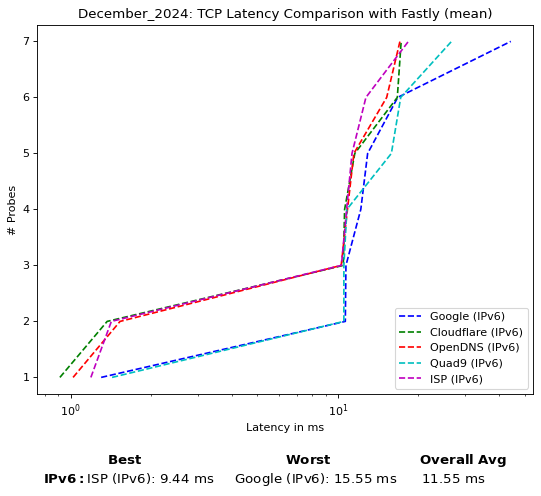 December_2024: TCP Latency Comparison with Fastly (mean)
7
6
5
4
3
2
1
# Probes
10^0
10^1
Latency in ms
Google (IPv6)
Cloudflare (IPv6)
OpenDNS (IPv6)
Quad9 (IPv6)
ISP (IPv6)
Best Worst Overall Avg
IPv6: ISP (IPv6): 9.44 ms Google (IPv6): 15.55 ms 11.55 ms